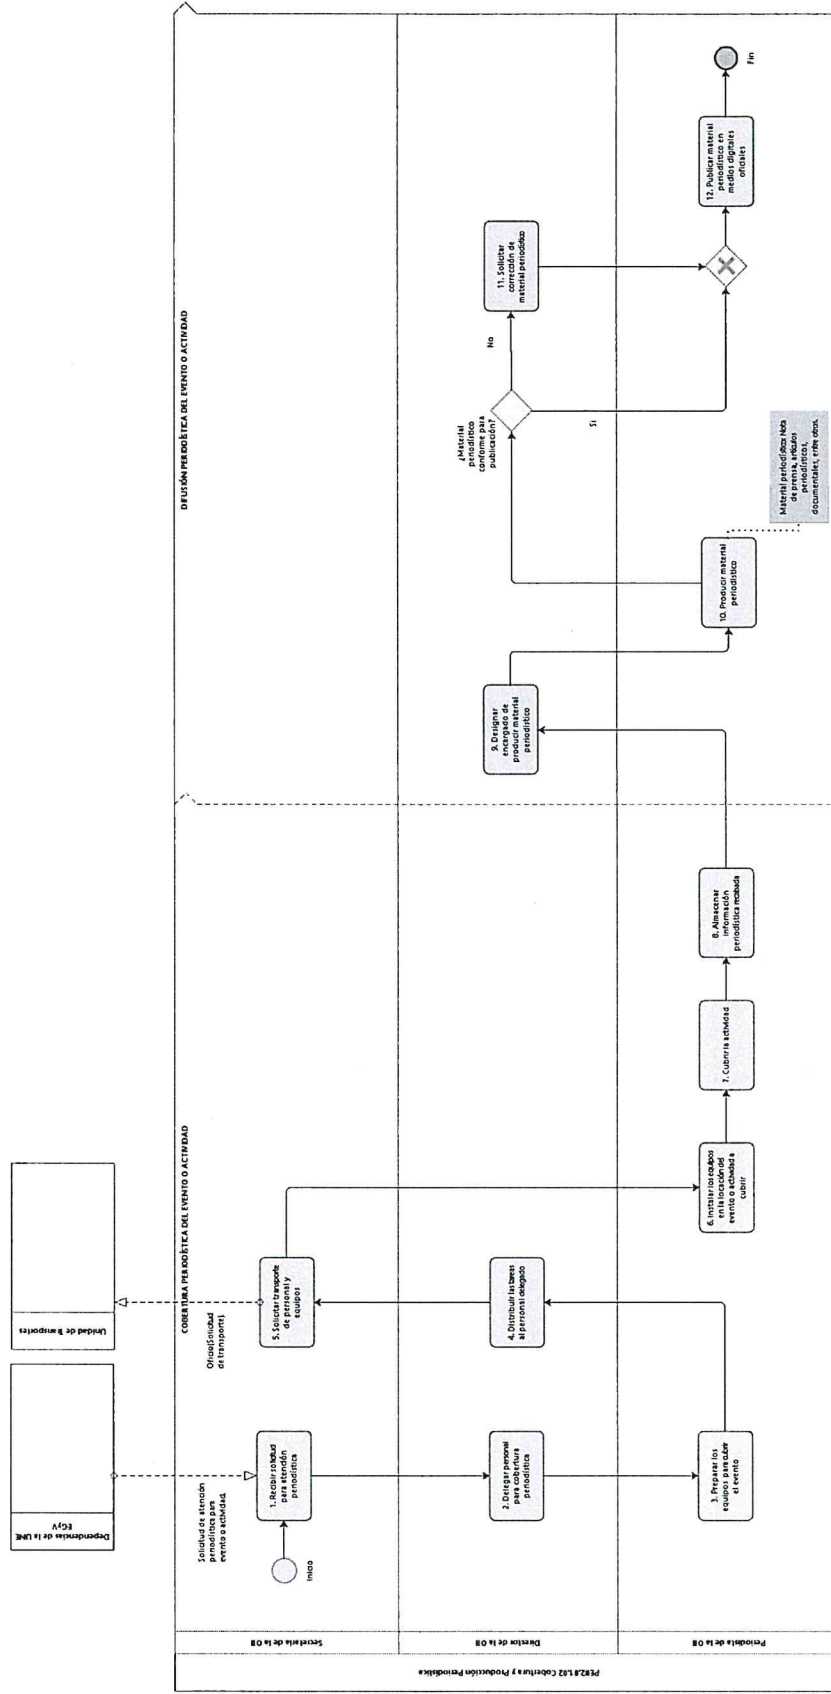 Dependencias de la UNE
EGyV
Unidad de Transportes
Solicitud de atención
periodística para
evento o actividad.
Oficio(Solicitud
de transporte).
PE02.01.02 Cobertura y Producción Periodística
Secretaría de la OII
Director de la OII
Periodista de la OII
COBERTURA PERIODÍSTICA DEL EVENTO O ACTIVIDAD
DIFUSIÓN PERIODÍSTICA DEL EVENTO O ACTIVIDAD
Inicio
1. Recibir solicitud
para atención
periodística
2. Delegar personal
para cobertura
periodística
3. Preparar los
equipos para cubrir
el evento
4. Distribuir las tareas
al personal delegado
5. Solicitar transporte
de personal y
equipos
6. Instalar los equipos
en la locación del
evento o actividad a
cubrir
7. Cubrir la actividad
8. Almacenar
información
periodística recabada
9. Designar
encargado de
producir material
periodístico
10. Producir material
periodístico
Material periodístico: Nota
de prensa, artículos
periodísticos,
documentales, entre otros.
¿Material
periodístico
conforme para
publicación?
No
Si
11. Solicitar
corrección de
material periodístico
12. Publicar material
periodístico en
medios digitales
oficiales
Fin